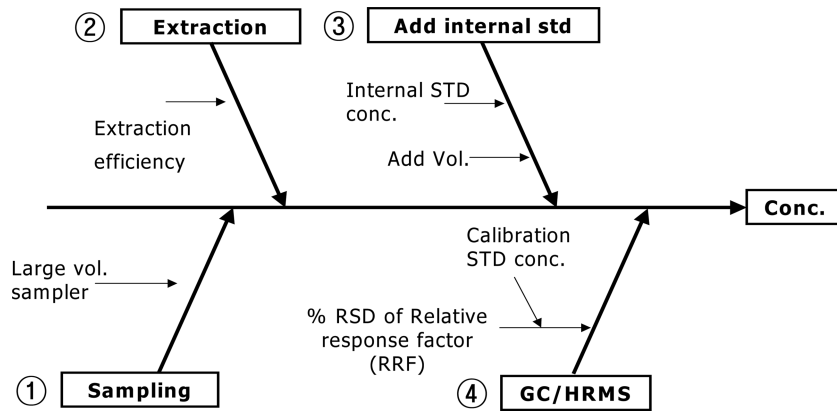 ② Extraction
③ Add internal std
Extraction
efficiency
Internal STD
conc.
Add Vol.
Conc.
Large vol.
sampler
Calibration
STD conc.
% RSD of Relative
response factor
(RRF)
① Sampling
④ GC/HRMS